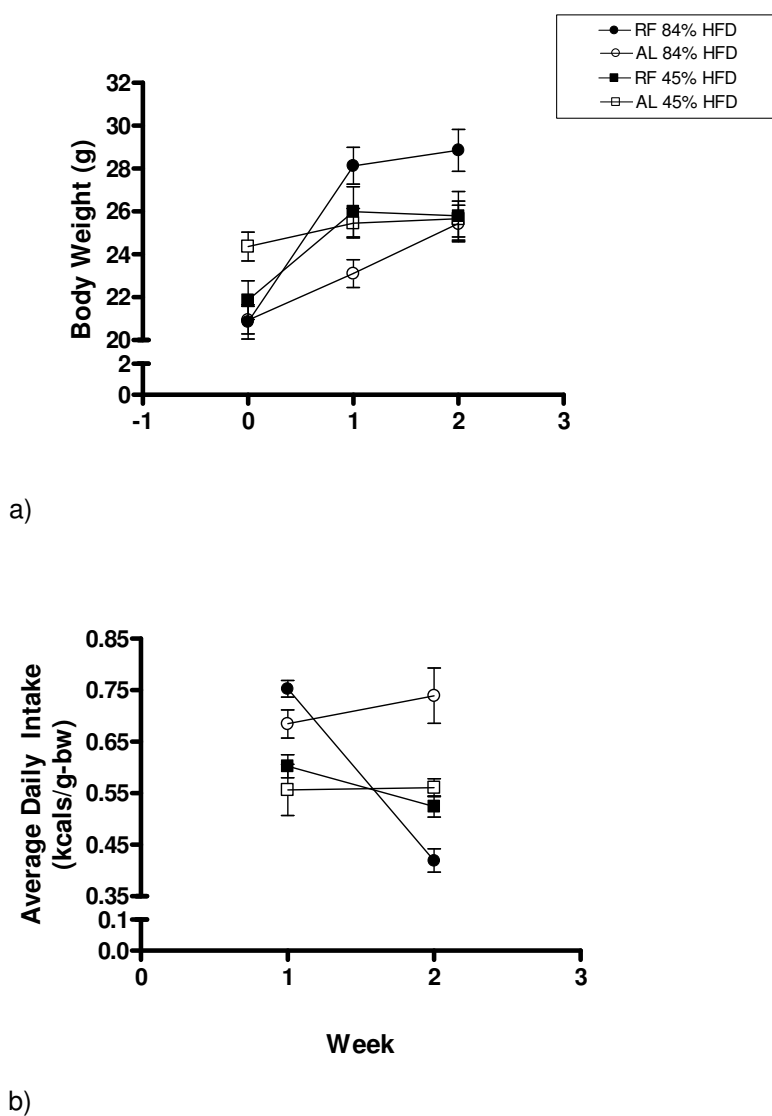 RF 84% HFD
AL 84% HFD
RF 45% HFD
AL 45% HFD
32
30
28
26
24
22
20
2
0
Body Weight (g)
-1 0 1 2 3
a)
0.85
0.75
0.65
0.55
0.45
0.35
0.1
0.0
Average Daily Intake
(kcals/g-bw)
0 1 2 3
Week
b)